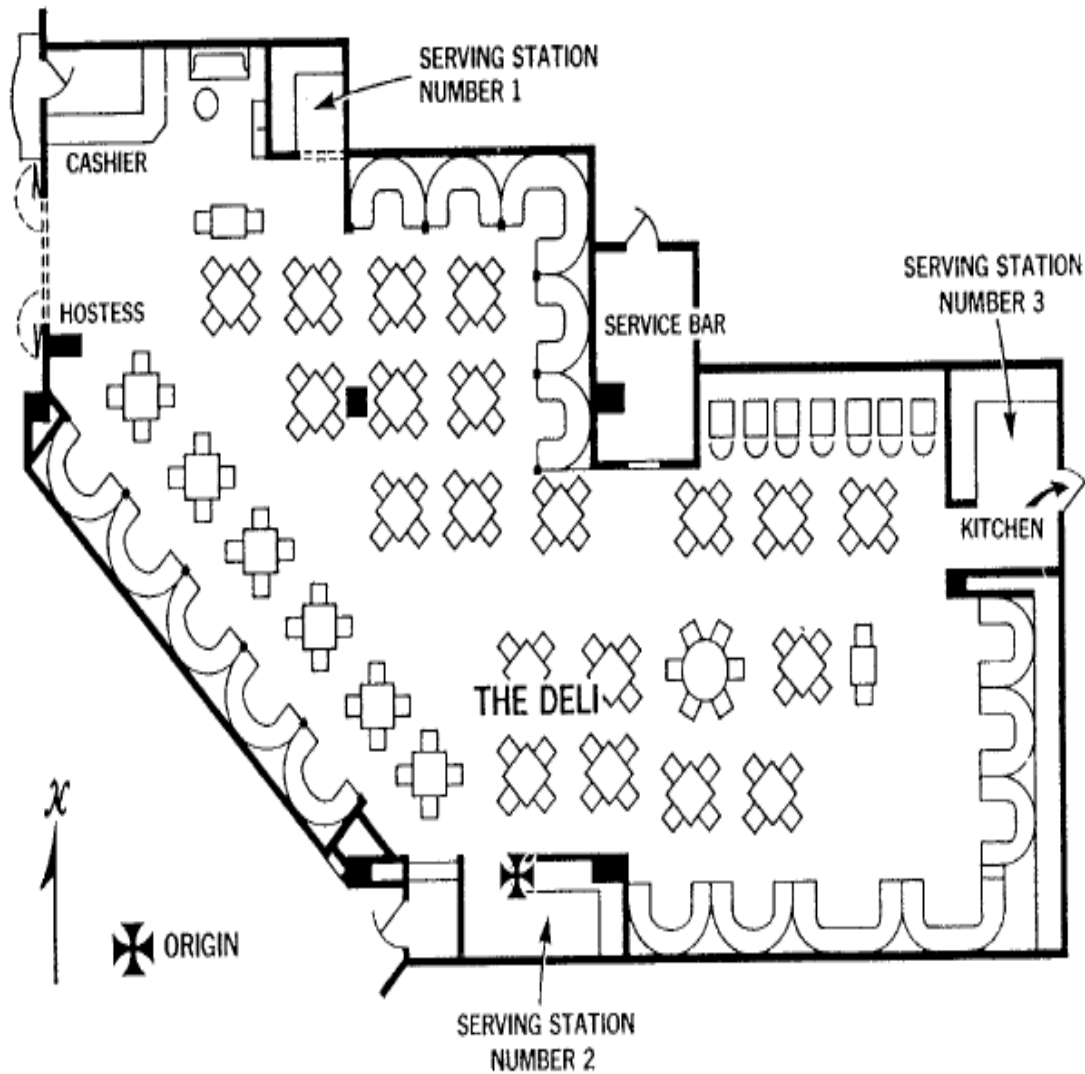 SERVING STATION
NUMBER 1
CASHIER
SERVING STATION
NUMBER 3
HOSTESS
SERVICE BAR
KITCHEN
THE DELI
N
ORIGIN
SERVING STATION
NUMBER 2